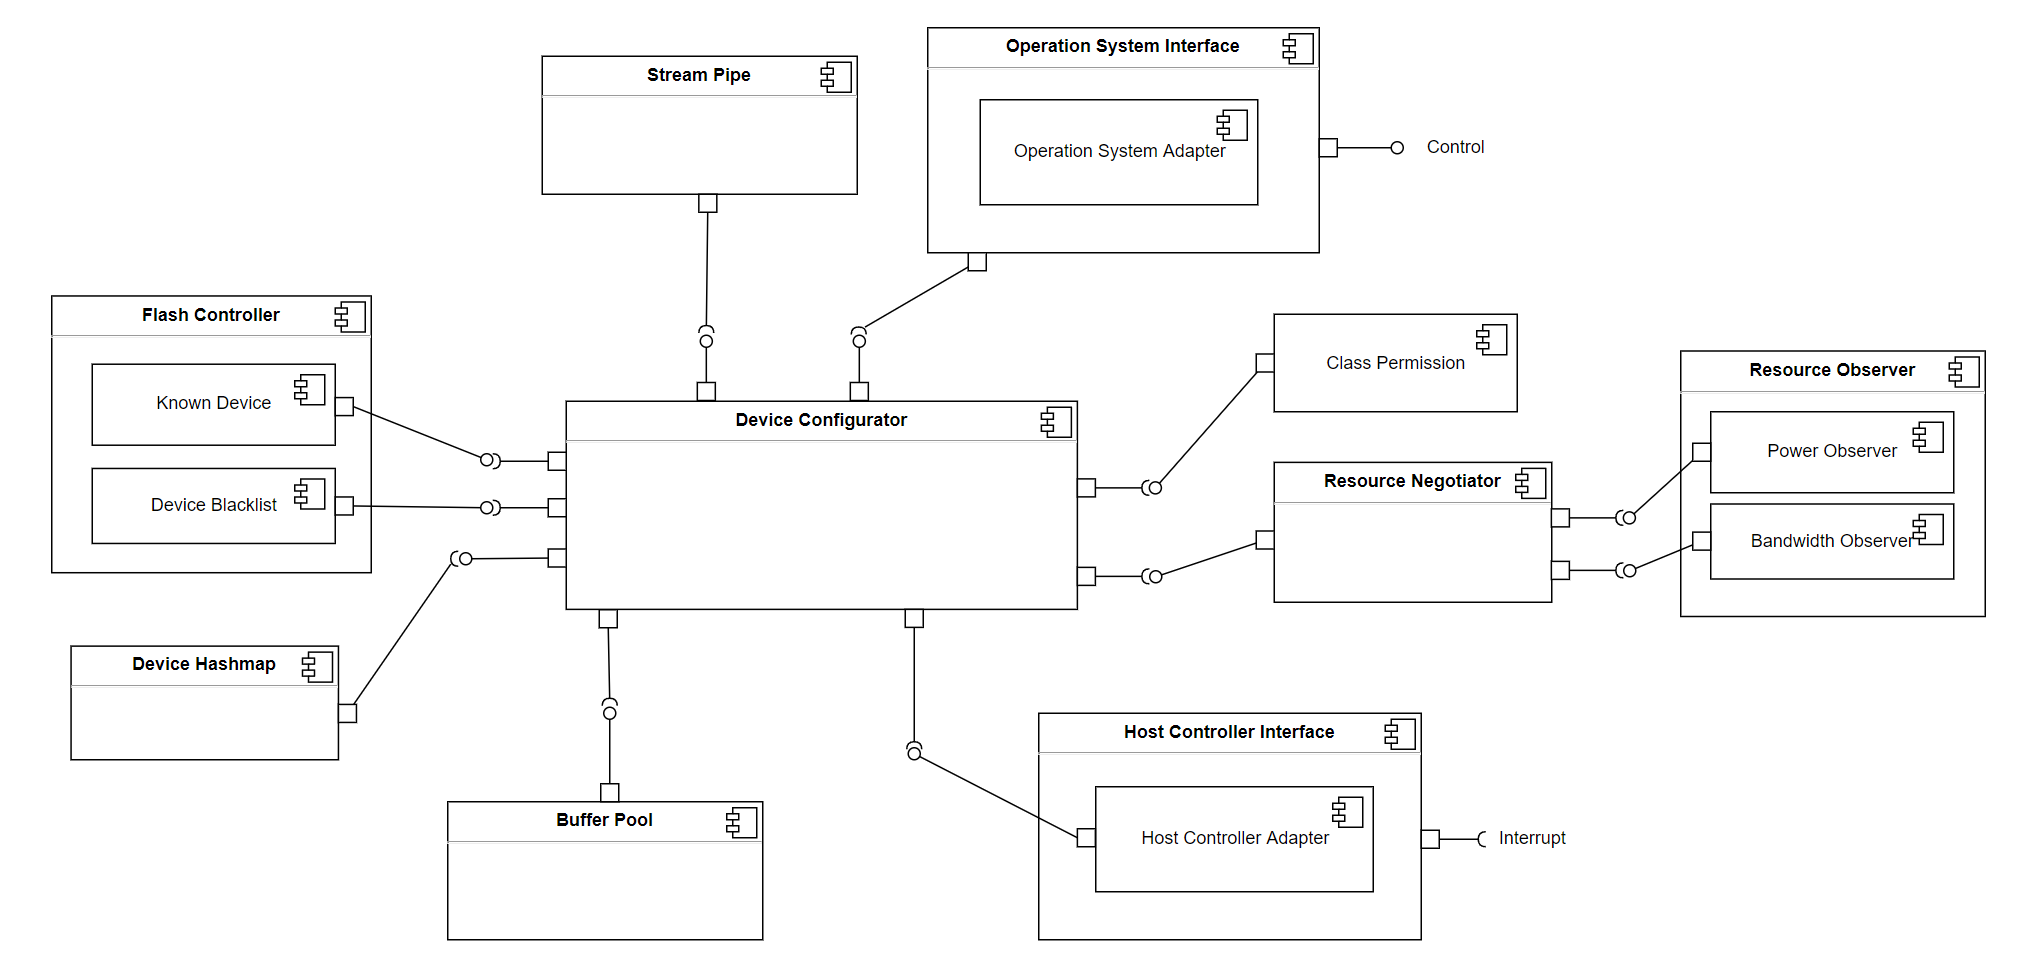 Operation System Interface
Stream Pipe
Operation System Adapter
Control
Flash Controller
Known Device
Device Blacklist
Class Permission
Resource Observer
Power Observer
Bandwidth Observer
Device Configurator
Resource Negotiator
Device Hashmap
Host Controller Interface
Host Controller Adapter
Interrupt
Buffer Pool